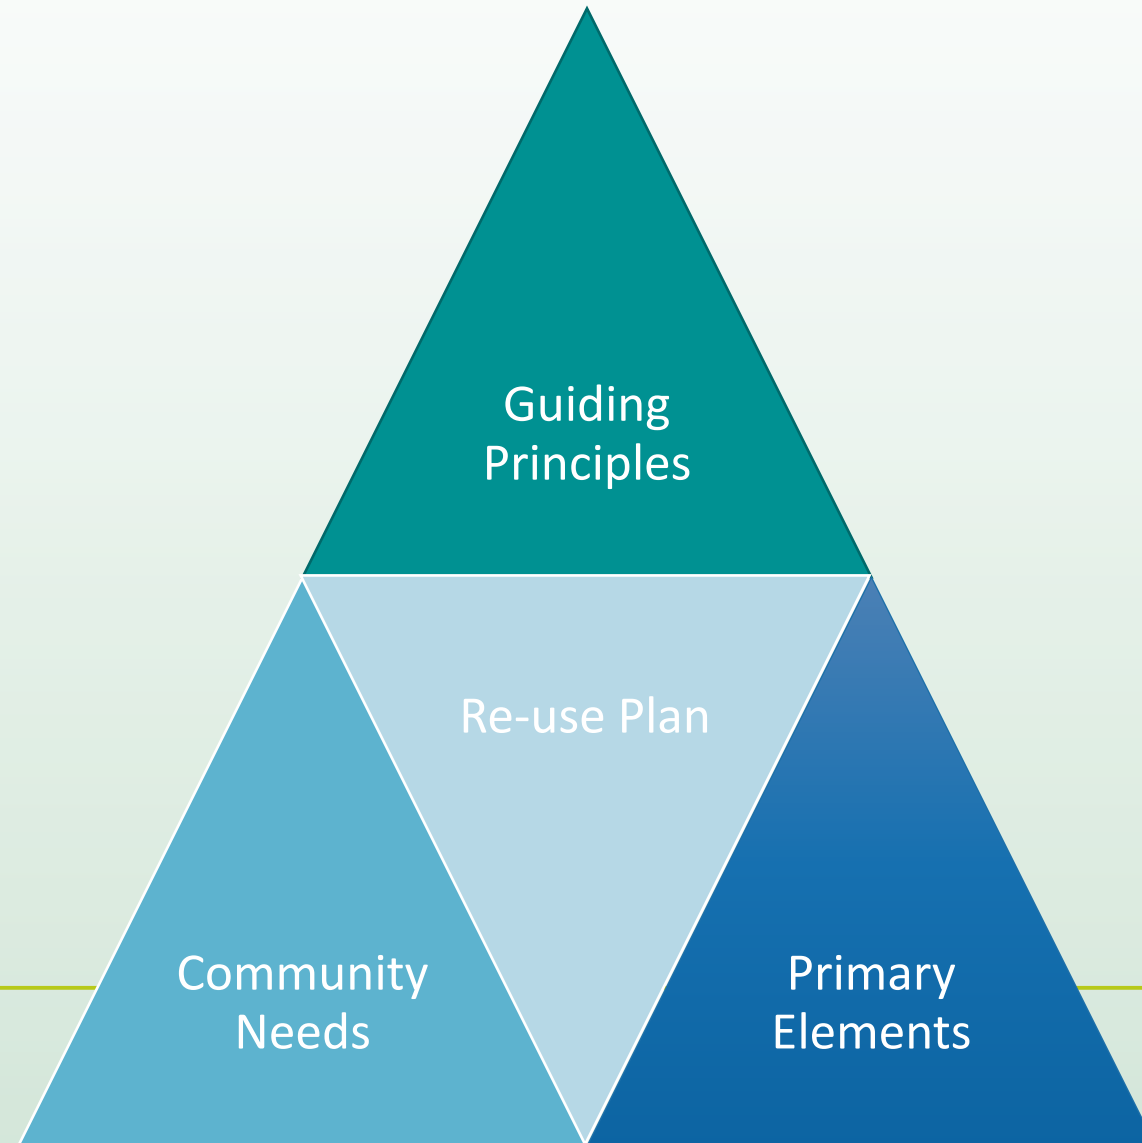 Guiding
Principles
Re-use Plan
Community
Needs
Primary
Elements